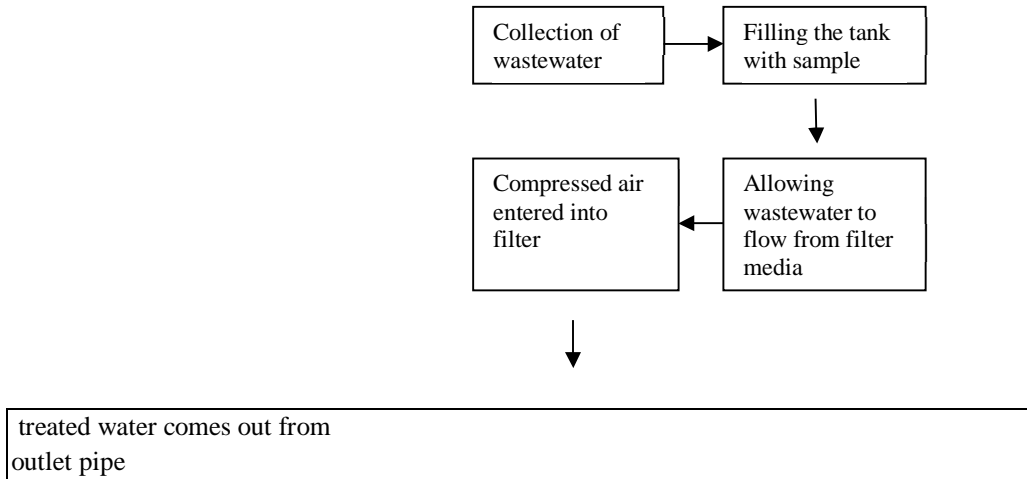 Collection of
wastewater
Filling the tank
with sample
Allowing
wastewater to
flow from filter
media
Compressed air
entered into
filter
treated water comes out from
outlet pipe